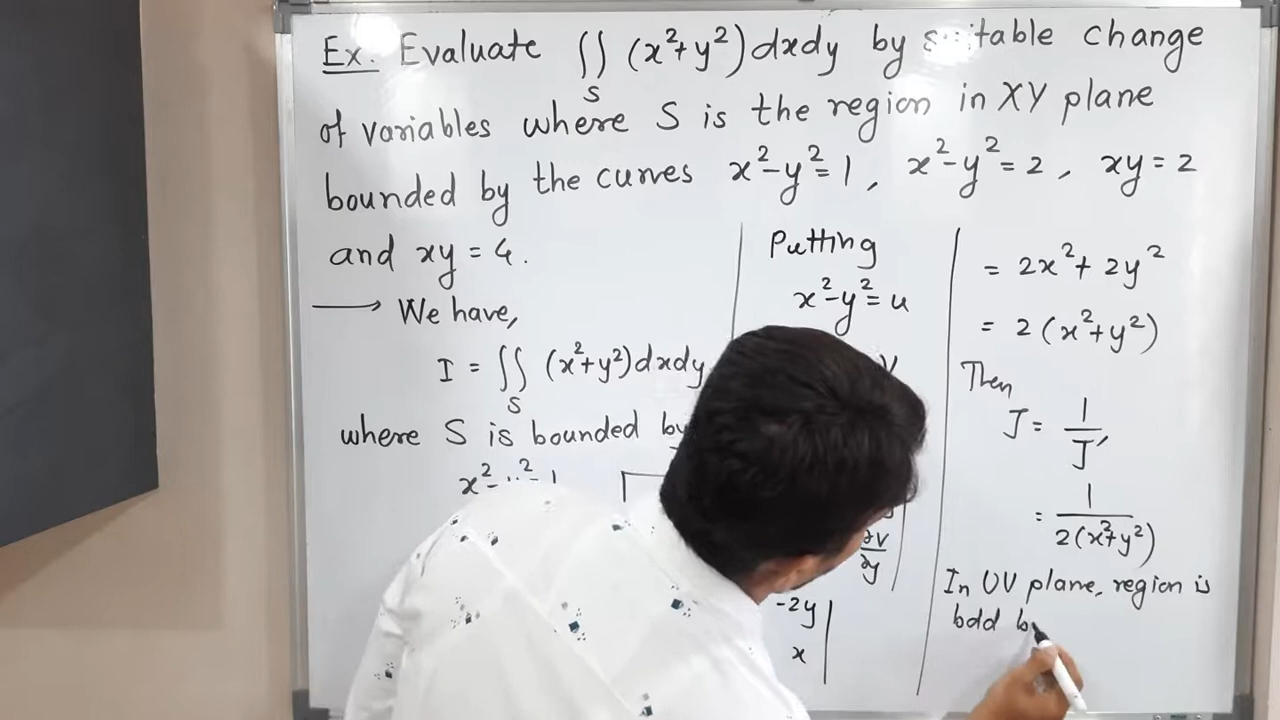 Ex. Evaluate ∬_S (x²+y²) dxdy by suitable change
of variables where S is the region in XY plane
bounded by the curves x²-y²=1, x²-y²=2, xy=2
and xy=4.
→ We have,
I = ∬_S (x²+y²)dxdy
where S is bounded by
Putting
x²-y²=u
∂v/∂y
-2y
x
= 2x²+2y²
= 2(x²+y²)
Then
J = 1/J'
= 1/2(x²+y²)
In UV plane, region is
bdd